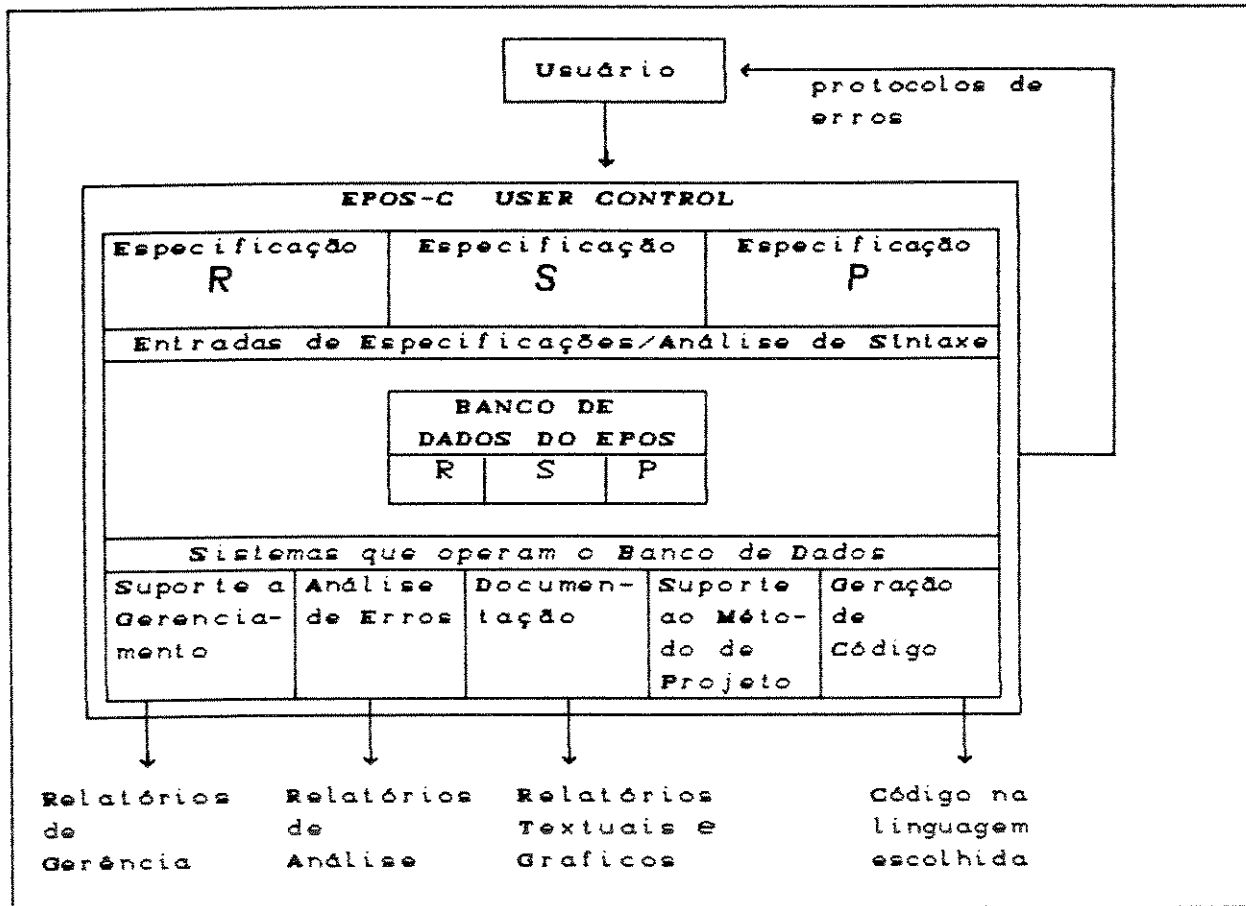 Usuário
protocolos de
erros
EPOS-C USER CONTROL
Especificação
R
Especificação
S
Especificação
P
Entradas de Especificações/Análise de Sintaxe
BANCO DE
DADOS DO EPOS
R S P
Sistemas que operam o Banco de Dados
Suporte a
Gerencia-
mento
Análise
de Erros
Documen-
tação
Suporte
ao Méto-
do de
Projeto
Geração
de
Código
Relatórios
de
Gerência
Relatórios
de
Análise
Relatórios
Textuais e
Graficos
Código na
linguagem
escolhida